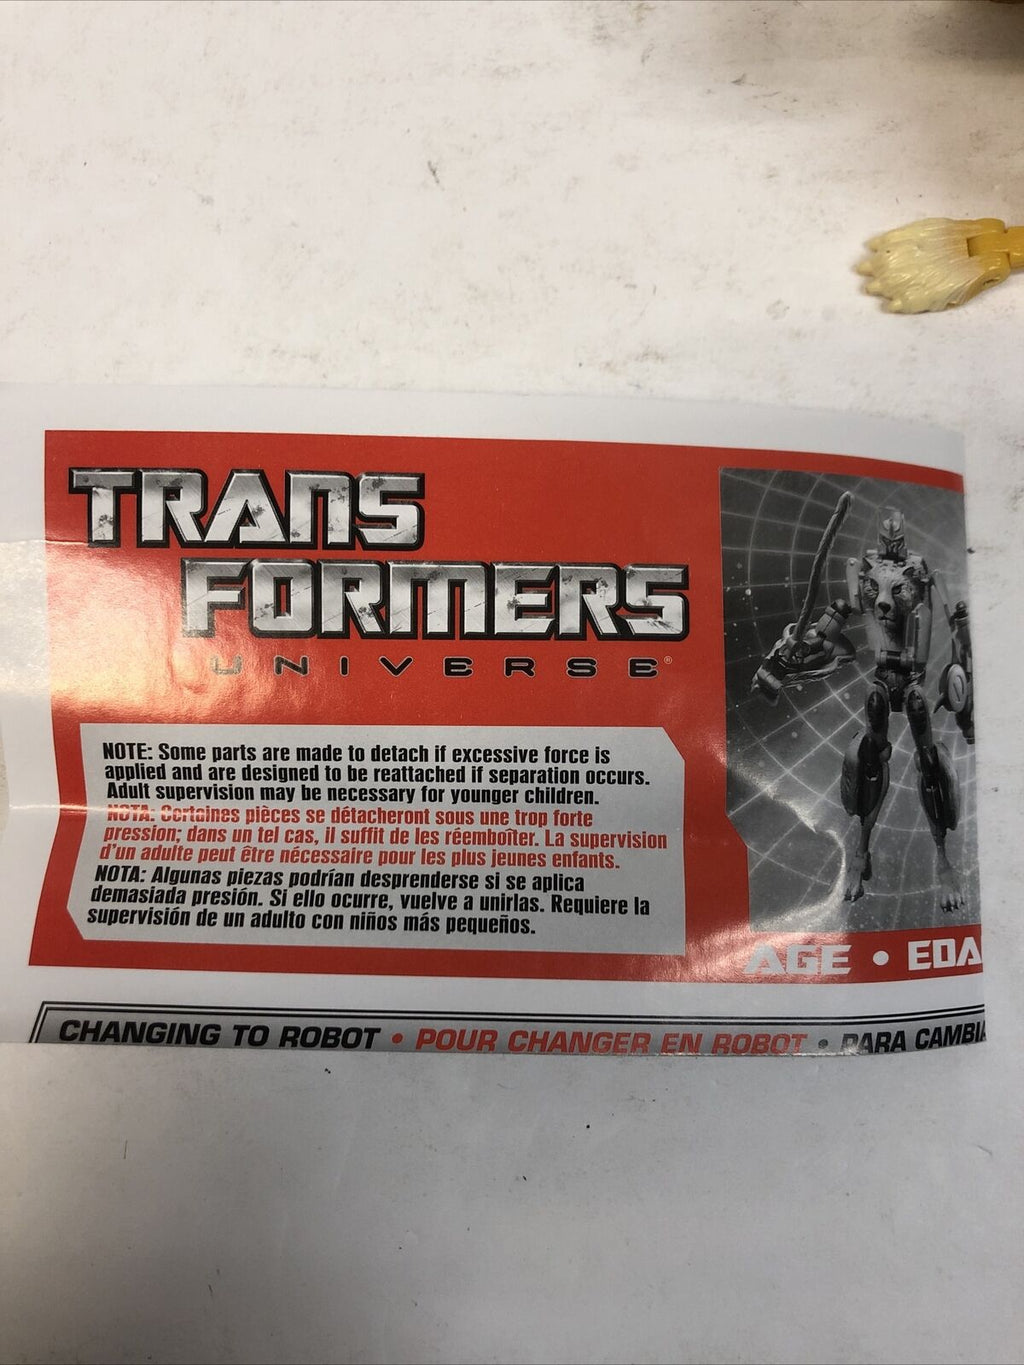 TRANS
FORMERS
UNIVERSE®
NOTE: Some parts are made to detach if excessive force is
applied and are designed to be reattached if separation occurs.
Adult supervision may be necessary for younger children.
NOTA: Certaines pièces se détacheront sous une trop forte
pression; dans un tel cas, il suffit de les réemboîter. La supervision
d'un adulte peut être nécessaire pour les plus jeunes enfants.
NOTA: Algunas piezas podrían desprenderse si se aplica
demasiada presión. Si ello ocurre, vuelve a unirlas. Requiere la
supervisión de un adulto con niños más pequeños.
AGE • EDA
CHANGING TO ROBOT • POUR CHANGER EN ROBOT • PARA CAMBIA